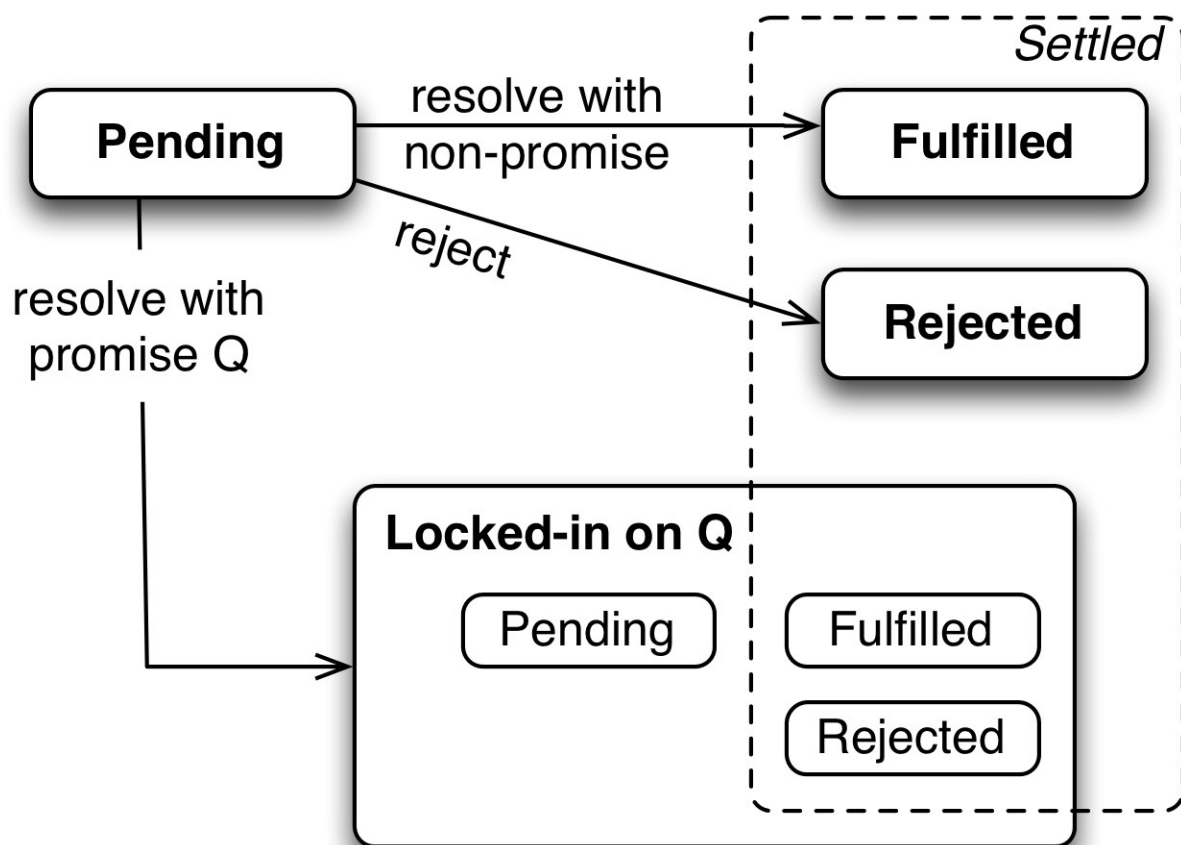 Settled
Pending
resolve with
non-promise
Fulfilled
reject
Rejected
resolve with
promise Q
Locked-in on Q
Pending
Fulfilled
Rejected